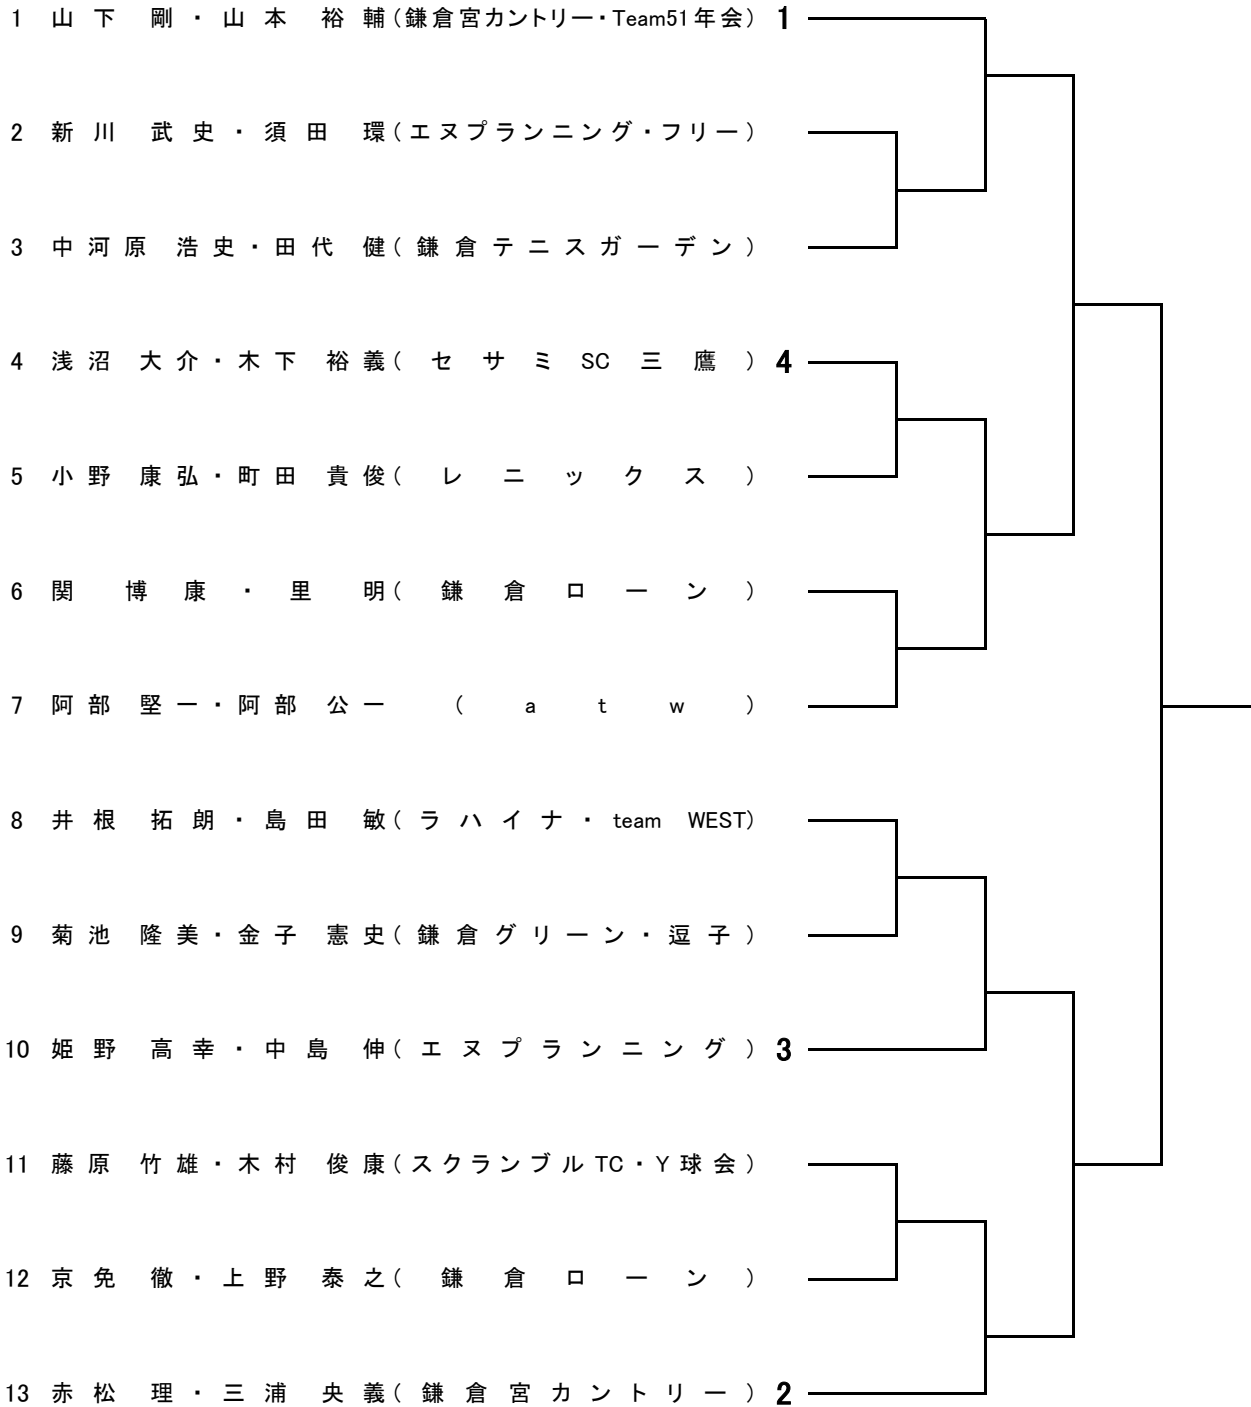 1 山下 剛・山本 裕輔(鎌倉宮カントリー・Team51年会) 1
2 新川 武史・須田 環(エヌプランニング・フリー)
3 中河原 浩史・田代 健(鎌倉テニスガーデン)
4 浅沼 大介・木下 裕義(セサミSC三鷹) 4
5 小野 康弘・町田 貴俊(レニックス)
6 関 博康・里 明(鎌倉ローン)
7 阿部 堅一・阿部 公一 (atw)
8 井根 拓朗・島田 敏(ラハイナ・team WEST)
9 菊池 隆美・金子 憲史(鎌倉グリーン・逗子)
10 姫野 高幸・中島 伸(エヌプランニング) 3
11 藤原 竹雄・木村 俊康(スクランブルTC・Y球会)
12 京免 徹・上野 泰之(鎌倉ローン)
13 赤松 理・三浦 央義(鎌倉宮カントリー) 2